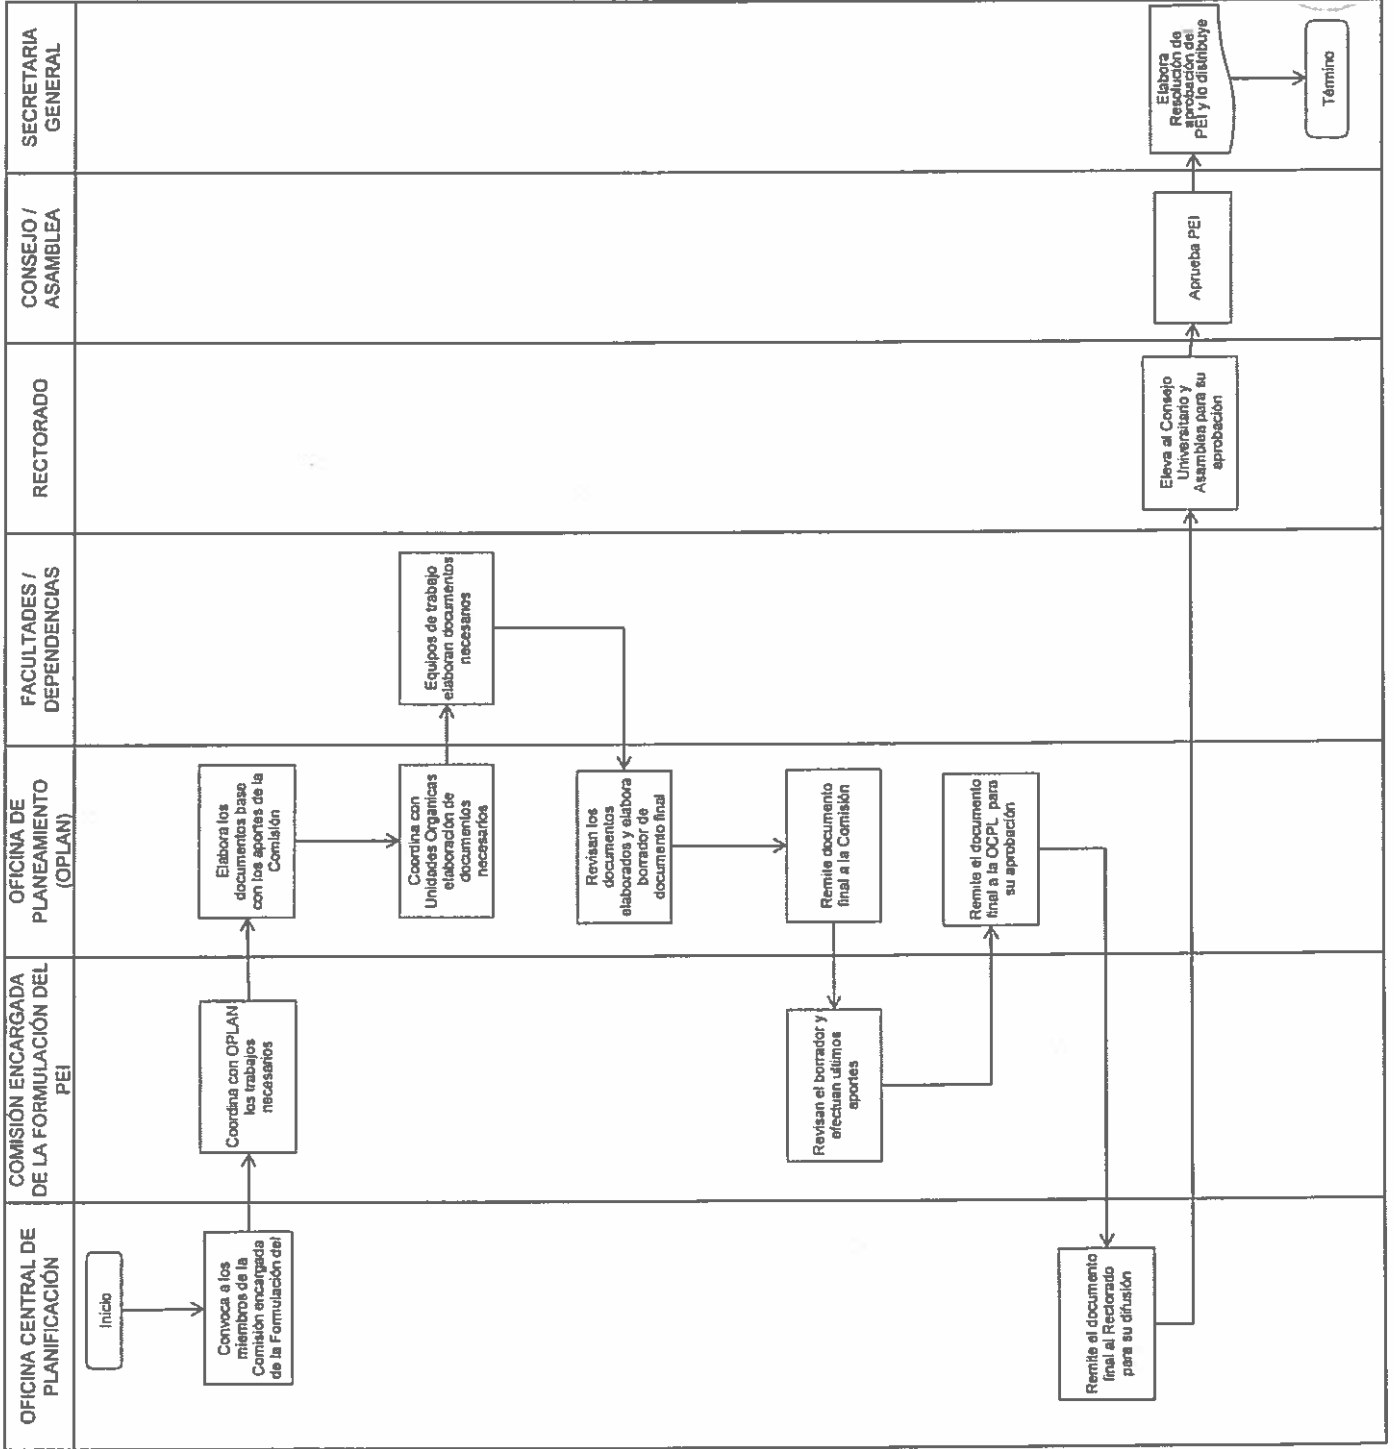 OFICINA CENTRAL DE
PLANIFICACIÓN
COMISIÓN ENCARGADA
DE LA FORMULACIÓN DEL
PEI
OFICINA DE
PLANEAMIENTO
(OPLAN)
FACULTADES /
DEPENDENCIAS
RECTORADO
CONSEJO /
ASAMBLEA
SECRETARIA
GENERAL
Inicio
Convoca a los
miembros de la
Comisión encargada
de la Formulación del
Coordina con OPLAN
los trabajos
necesarios
Elabora los
documentos base
con los aportes de la
Comisión
Coordina con
Unidades Organicas
elaboración de
documentos
necesarios
Equipos de trabajo
elaboran documentos
necesarios
Revisan los
documentos
elaborados y elabora
borrador de
documento final
Remite documento
final a la Comisión
Revisan el borrador y
efectuan ultimos
aportes
Remite el documento
final a la OCPL para
su aprobación
Remite el documento
final al Rectorado
para su difusión
Eleva al Consejo
Universitario y
Asamblea para su
aprobación
Aprueba PEI
Elabora
Resolución de
aprobación del
PEI y lo distribuye
Término